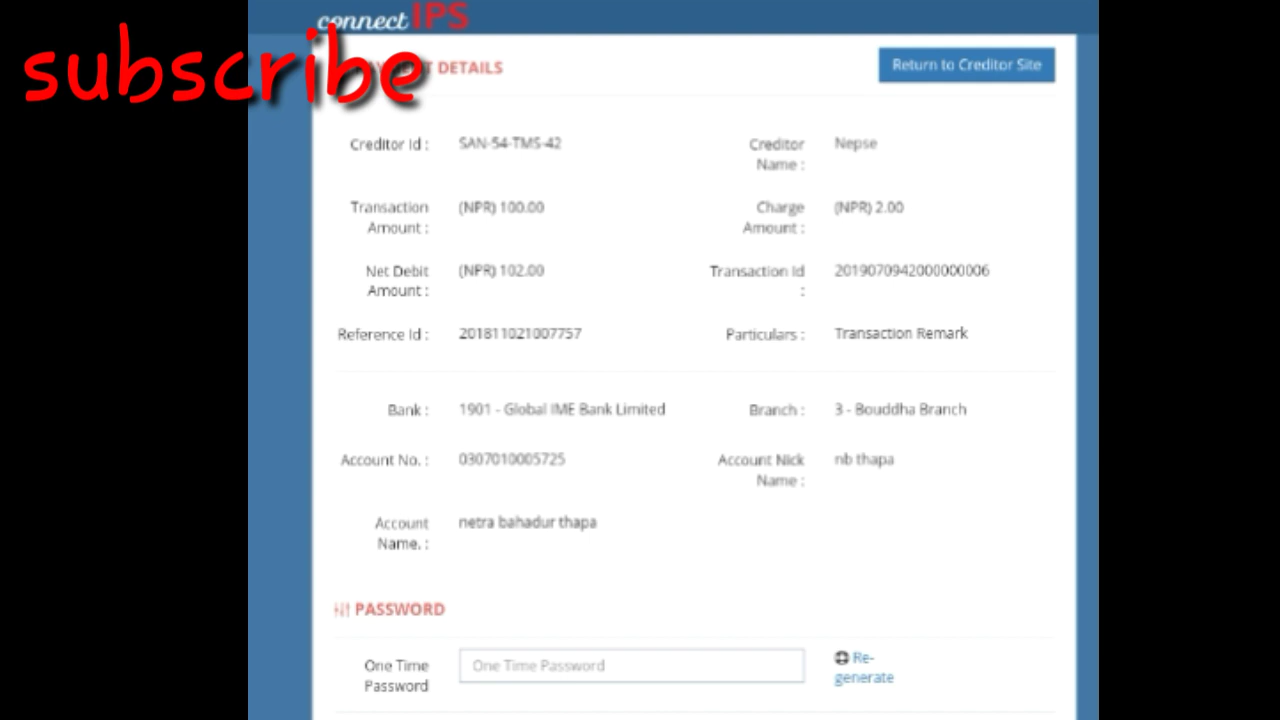 connectIPS
subscribe
DETAILS
Return to Creditor Site
Creditor Id : SAN-54-TMS-42
Creditor Name : Nepse
Transaction Amount : (NPR) 100.00
Charge Amount : (NPR) 2.00
Net Debit Amount : (NPR) 102.00
Transaction Id : 2019070942000000006
Reference Id : 201811021007757
Particulars : Transaction Remark
Bank : 1901 - Global IME Bank Limited
Branch : 3 - Bouddha Branch
Account No. : 0307010005725
Account Nick Name : nb thapa
Account Name. : netra bahadur thapa
PASSWORD
One Time Password
One Time Password
Re-generate